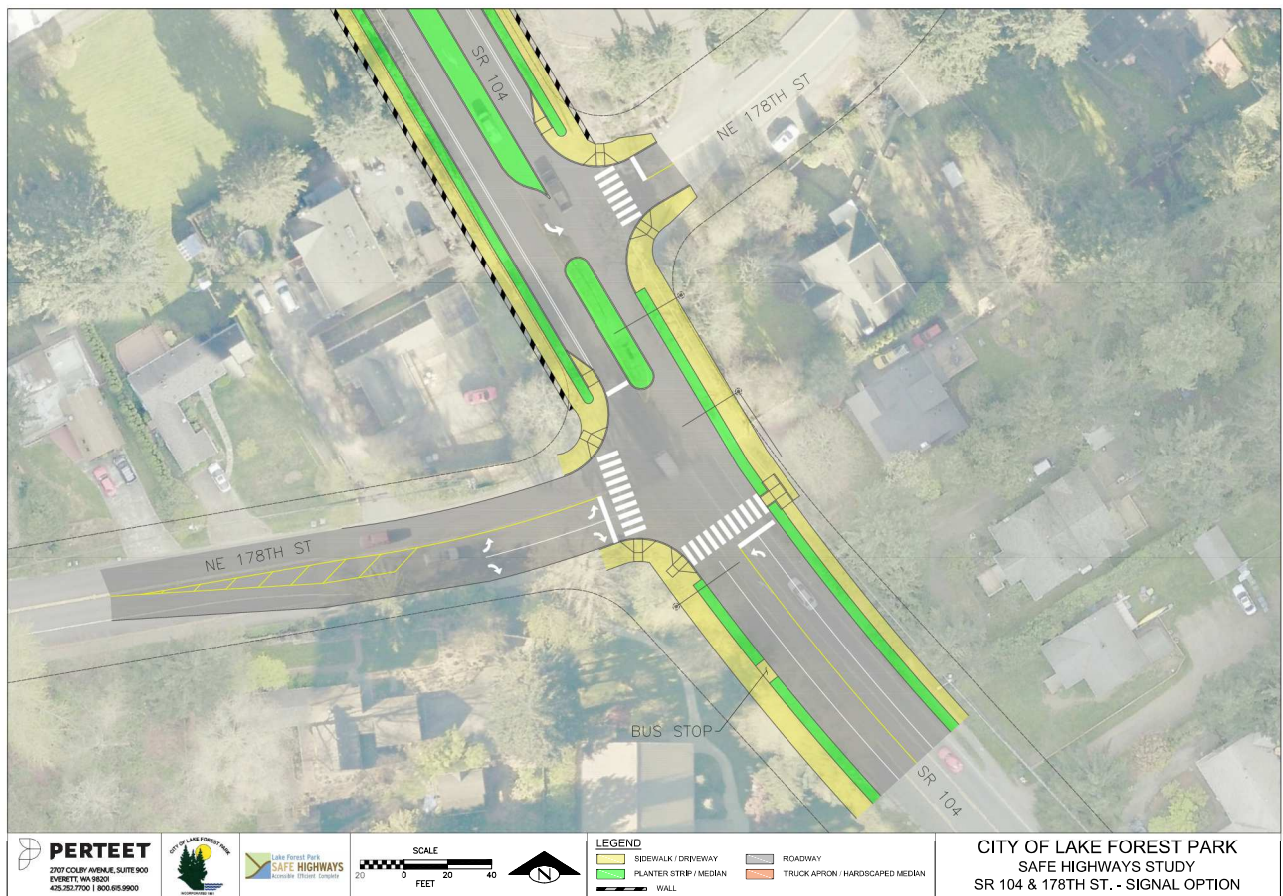 SR 104
NE 178TH ST
NE 178TH ST
BUS STOP
SR 104
PERTEET
2707 COLBY AVENUE, SUITE 900
EVERETT, WA 98201
425.252.7700 | 800.615.9900
CITY OF LAKE FOREST PARK
INCORPORATED 1961
Lake Forest Park
SAFE HIGHWAYS
Accessible Efficient Complete
SCALE
20 0 20 40
FEET
N
LEGEND
SIDEWALK / DRIVEWAY
PLANTER STRIP / MEDIAN
WALL
ROADWAY
TRUCK APRON / HARDSCAPED MEDIAN
CITY OF LAKE FOREST PARK
SAFE HIGHWAYS STUDY
SR 104 & 178TH ST. - SIGNAL OPTION